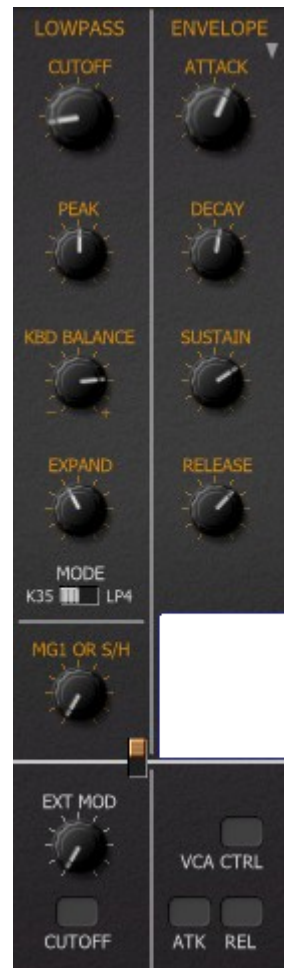 LOWPASS
ENVELOPE
CUTOFF
ATTACK
PEAK
DECAY
KBD BALANCE
SUSTAIN
- +
EXPAND
RELEASE
MODE
K35 LP4
MG1 OR S/H
EXT MOD
VCA CTRL
CUTOFF
ATK REL